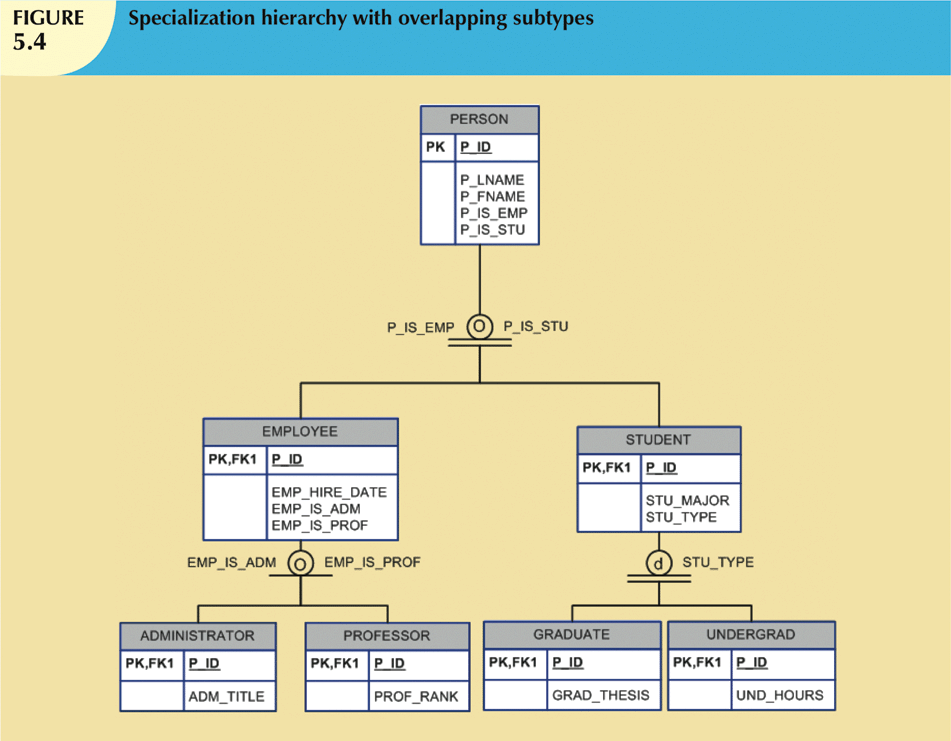 FIGURE
5.4
Specialization hierarchy with overlapping subtypes
PERSON
PK P_ID
P_LNAME
P_FNAME
P_IS_EMP
P_IS_STU
P_IS_EMP O P_IS_STU
EMPLOYEE
PK,FK1 P_ID
EMP_HIRE_DATE
EMP_IS_ADM
EMP_IS_PROF
STUDENT
PK,FK1 P_ID
STU_MAJOR
STU_TYPE
EMP_IS_ADM O EMP_IS_PROF
d STU_TYPE
ADMINISTRATOR
PK,FK1 P_ID
ADM_TITLE
PROFESSOR
PK,FK1 P_ID
PROF_RANK
GRADUATE
PK,FK1 P_ID
GRAD_THESIS
UNDERGRAD
PK,FK1 P_ID
UND_HOURS